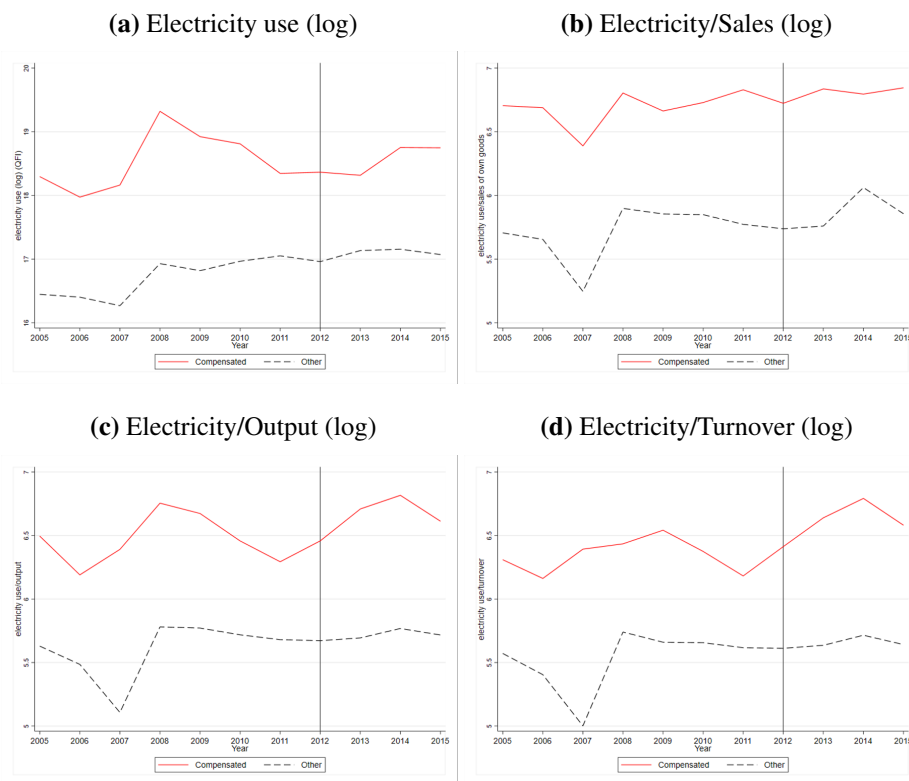 (a) Electricity use (log)
(b) Electricity/Sales (log)
electricity use (log) (QFI)
20
19
18
17
16
2005 2006 2007 2008 2009 2010 2011 2012 2013 2014 2015
Year
Compensated Other
electricity use/sales of own goods
7
6.5
6
5.5
5
2005 2006 2007 2008 2009 2010 2011 2012 2013 2014 2015
Year
Compensated Other
(c) Electricity/Output (log)
(d) Electricity/Turnover (log)
electricity use/output
7
6.5
6
5.5
5
2005 2006 2007 2008 2009 2010 2011 2012 2013 2014 2015
Year
Compensated Other
electricity use/turnover
7
6.5
6
5.5
5
2005 2006 2007 2008 2009 2010 2011 2012 2013 2014 2015
Year
Compensated Other